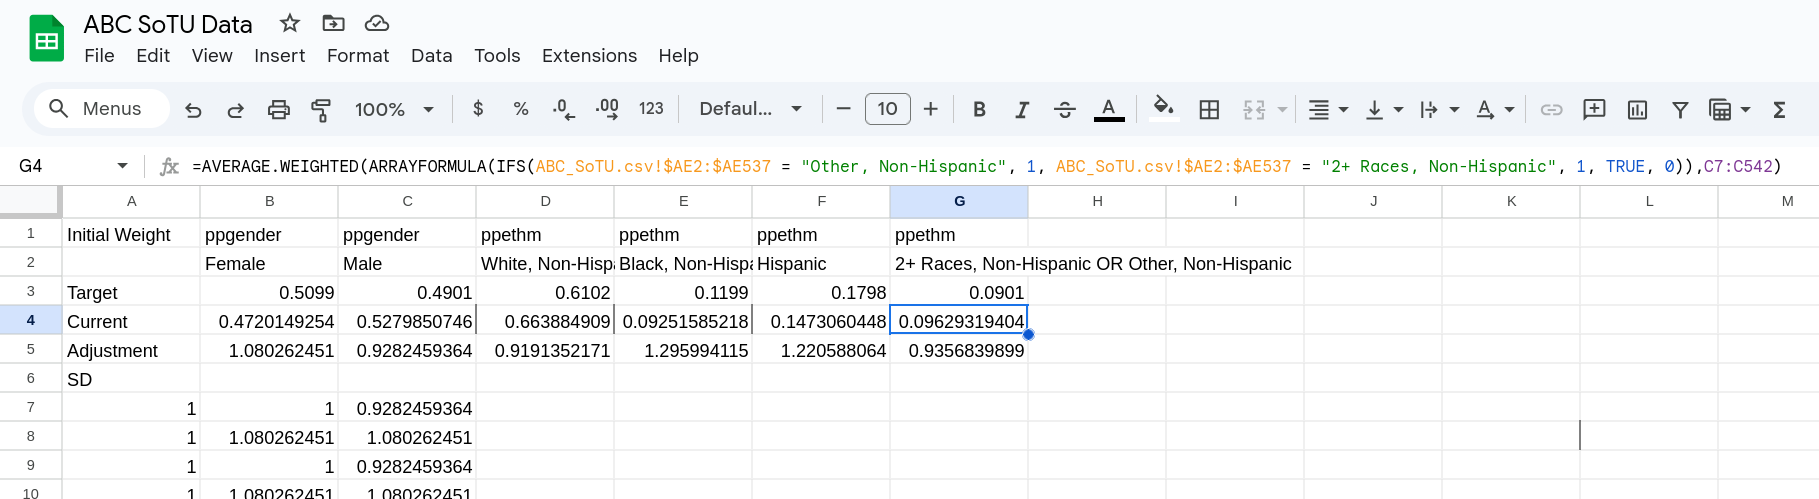 ABC SoTU Data
File Edit View Insert Format Data Tools Extensions Help
Menus 100% $ % .0 .00 123 Defaul... 10 B I S A A Σ
G4 fx =AVERAGE.WEIGHTED(ARRAYFORMULA(IFS(ABC_SoTU.csv!$AE2:$AE537 = "Other, Non-Hispanic", 1, ABC_SoTU.csv!$AE2:$AE537 = "2+ Races, Non-Hispanic", 1, TRUE, 0)),C7:C542)
A B C D E F G H I J K L M
1 Initial Weight ppgender ppgender ppethm ppethm ppethm ppethm
2 Female Male White, Non-Hispa Black, Non-Hispa Hispanic 2+ Races, Non-Hispanic OR Other, Non-Hispanic
3 Target 0.5099 0.4901 0.6102 0.1199 0.1798 0.0901
4 Current 0.4720149254 0.5279850746 0.663884909 0.09251585218 0.1473060448 0.09629319404
5 Adjustment 1.080262451 0.9282459364 0.9191352171 1.295994115 1.220588064 0.9356839899
6 SD
7 1 1 0.9282459364
8 1 1.080262451 1.080262451
9 1 1 0.9282459364
10 1 1.080262451 1.080262451